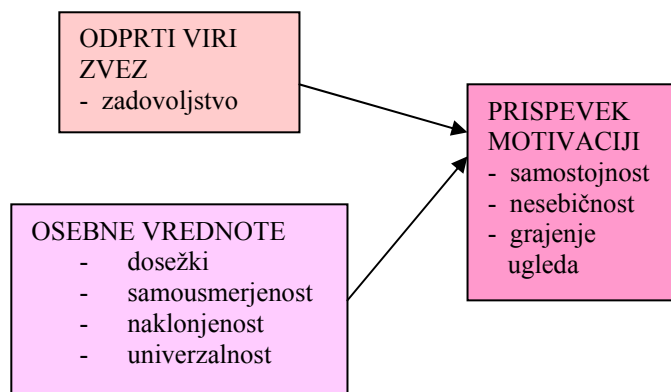 ODPRTI VIRI
ZVEZ
- zadovoljstvo
PRISPEVEK
MOTIVACIJI
- samostojnost
- nesebičnost
- grajenje
ugleda
OSEBNE VREDNOTE
- dosežki
- samousmerjenost
- naklonjenost
- univerzalnost